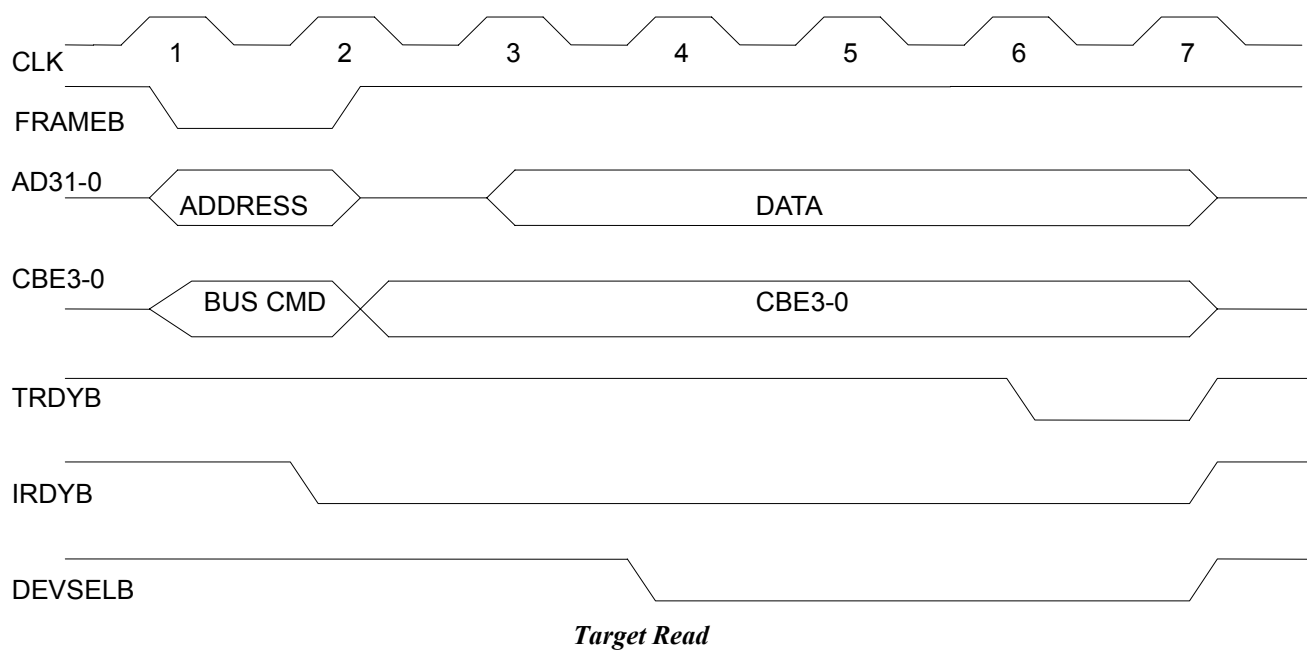 1 2 3 4 5 6 7
CLK
FRAMEB
AD31-0
ADDRESS DATA
CBE3-0
BUS CMD CBE3-0
TRDYB
IRDYB
DEVSELB
Target Read